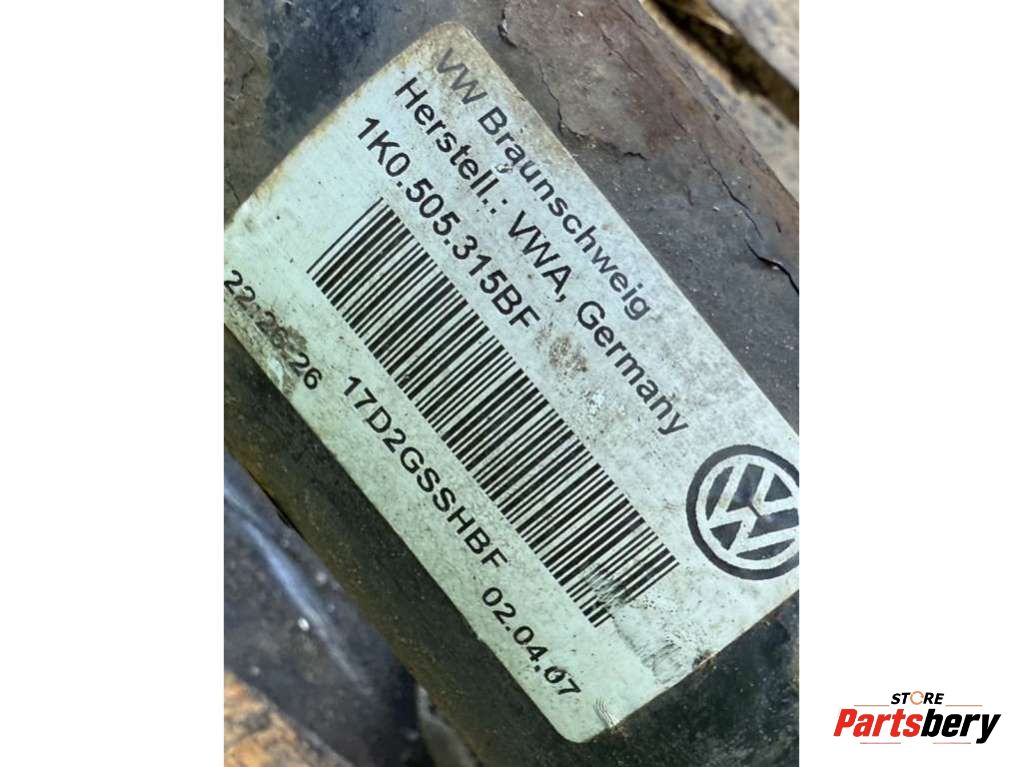 VW Braunschweig
Herstell.: VWA, Germany
1K0.505.315BF
22:26:26 17D2GSSHBF 02.04.07
STORE
Partsbery